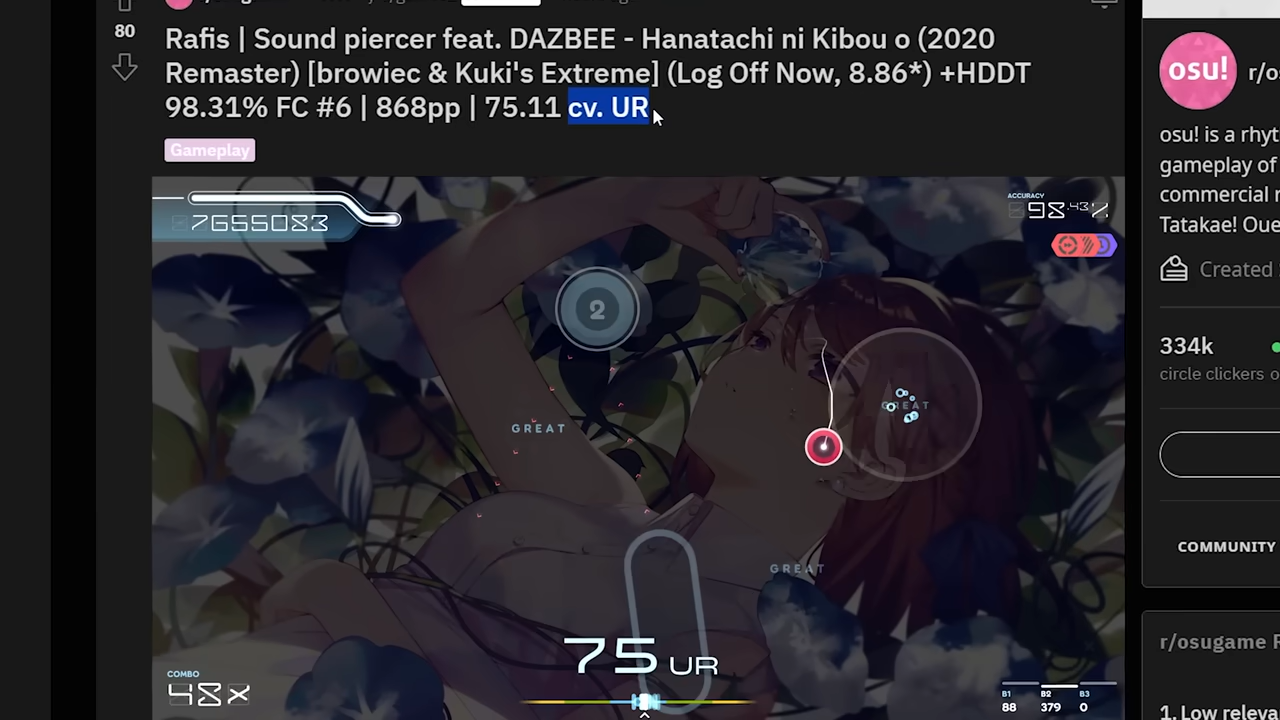 80
Rafis | Sound piercer feat. DAZBEE - Hanatachi ni Kibou o (2020
Remaster) [browiec & Kuki's Extreme] (Log Off Now, 8.86*) +HDDT
98.31% FC #6 | 868pp | 75.11 cv. UR
Gameplay
7655083
ACCURACY
98.43%
2
GREAT
GREAT
GREAT
75 UR
COMBO
48x
B1 B2 B3
88 379 0
osu!
osu! is a rhyt
gameplay of
commercial
Tatakae! Oue
Created
334k
circle clickers o
COMMUNITY
r/osugame
1. Low releva